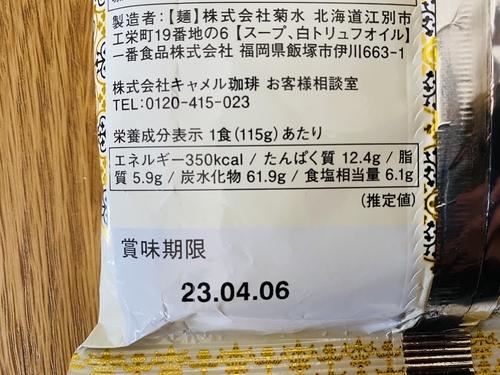 製造者:【麺】株式会社菊水 北海道江別市
工栄町19番地の6【スープ、白トリュフオイル】
一番食品株式会社 福岡県飯塚市伊川663-1
株式会社キャメル珈琲 お客様相談室
TEL:0120-415-023
栄養成分表示 1食(115g)あたり
エネルギー350kcal / たんぱく質 12.4g / 脂
質 5.9g / 炭水化物 61.9g / 食塩相当量 6.1g
(推定値)
賞味期限
23.04.06